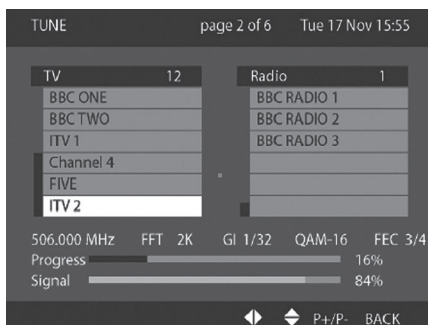 TUNE page 2 of 6 Tue 17 Nov 15:55
TV 12
BBC ONE
BBC TWO
ITV 1
Channel 4
FIVE
ITV 2
Radio 1
BBC RADIO 1
BBC RADIO 2
BBC RADIO 3
506.000 MHz FFT 2K GI 1/32 QAM-16 FEC 3/4
Progress 16%
Signal 84%
P+/P- BACK